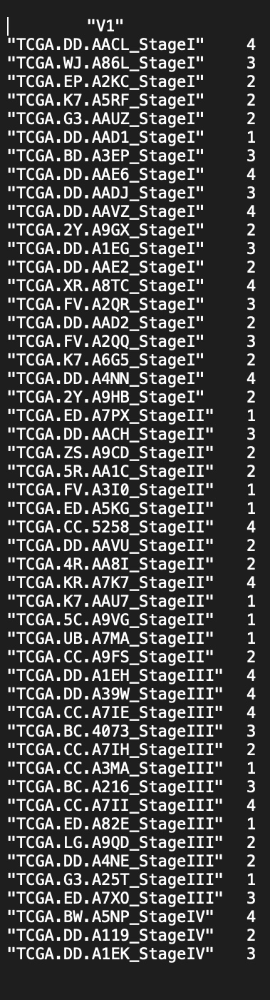 "V1"
"TCGA.DD.AACL_StageI" 4
"TCGA.WJ.A86L_StageI" 3
"TCGA.EP.A2KC_StageI" 2
"TCGA.K7.A5RF_StageI" 2
"TCGA.G3.AAUZ_StageI" 2
"TCGA.DD.AAD1_StageI" 1
"TCGA.BD.A3EP_StageI" 3
"TCGA.DD.AAE6_StageI" 4
"TCGA.DD.AADJ_StageI" 3
"TCGA.DD.AAVZ_StageI" 4
"TCGA.2Y.A9GX_StageI" 2
"TCGA.DD.A1EG_StageI" 3
"TCGA.DD.AAE2_StageI" 2
"TCGA.XR.A8TC_StageI" 4
"TCGA.FV.A2QR_StageI" 3
"TCGA.DD.AAD2_StageI" 2
"TCGA.FV.A2QQ_StageI" 3
"TCGA.K7.A6G5_StageI" 2
"TCGA.DD.A4NN_StageI" 4
"TCGA.2Y.A9HB_StageI" 2
"TCGA.ED.A7PX_StageII" 1
"TCGA.DD.AACH_StageII" 3
"TCGA.ZS.A9CD_StageII" 2
"TCGA.5R.AA1C_StageII" 2
"TCGA.FV.A3I0_StageII" 1
"TCGA.ED.A5KG_StageII" 1
"TCGA.CC.5258_StageII" 4
"TCGA.DD.AAVU_StageII" 2
"TCGA.4R.AA8I_StageII" 2
"TCGA.KR.A7K7_StageII" 4
"TCGA.K7.AAU7_StageII" 1
"TCGA.5C.A9VG_StageII" 1
"TCGA.UB.A7MA_StageII" 1
"TCGA.CC.A9FS_StageII" 2
"TCGA.DD.A1EH_StageIII" 4
"TCGA.DD.A39W_StageIII" 4
"TCGA.CC.A7IE_StageIII" 4
"TCGA.BC.4073_StageIII" 3
"TCGA.CC.A7IH_StageIII" 2
"TCGA.CC.A3MA_StageIII" 1
"TCGA.BC.A216_StageIII" 3
"TCGA.CC.A7II_StageIII" 4
"TCGA.ED.A82E_StageIII" 1
"TCGA.LG.A9QD_StageIII" 2
"TCGA.DD.A4NE_StageIII" 2
"TCGA.G3.A25T_StageIII" 1
"TCGA.ED.A7XO_StageIII" 3
"TCGA.BW.A5NP_StageIV" 4
"TCGA.DD.A119_StageIV" 2
"TCGA.DD.A1EK_StageIV" 3